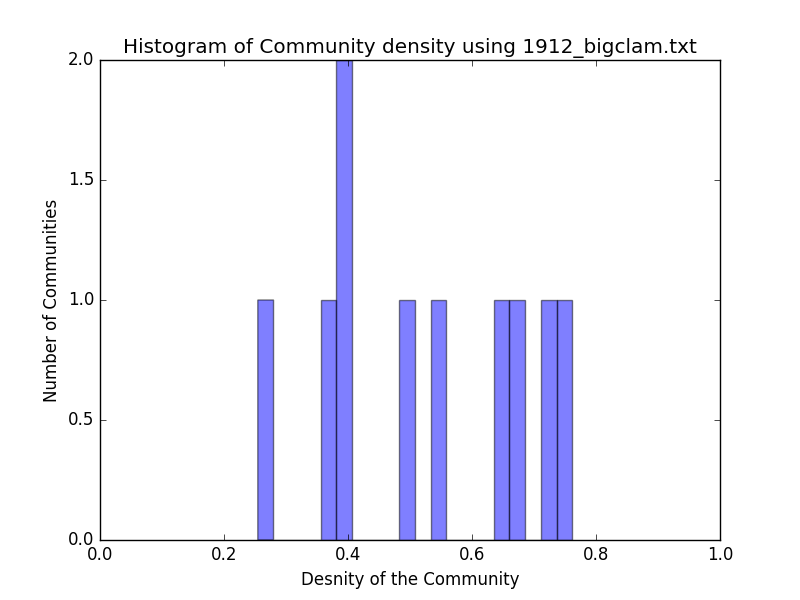 Histogram of Community density using 1912_bigclam.txt
2.0
1.5
1.0
0.5
0.0
Number of Communities
0.0 0.2 0.4 0.6 0.8 1.0
Desnity of the Community